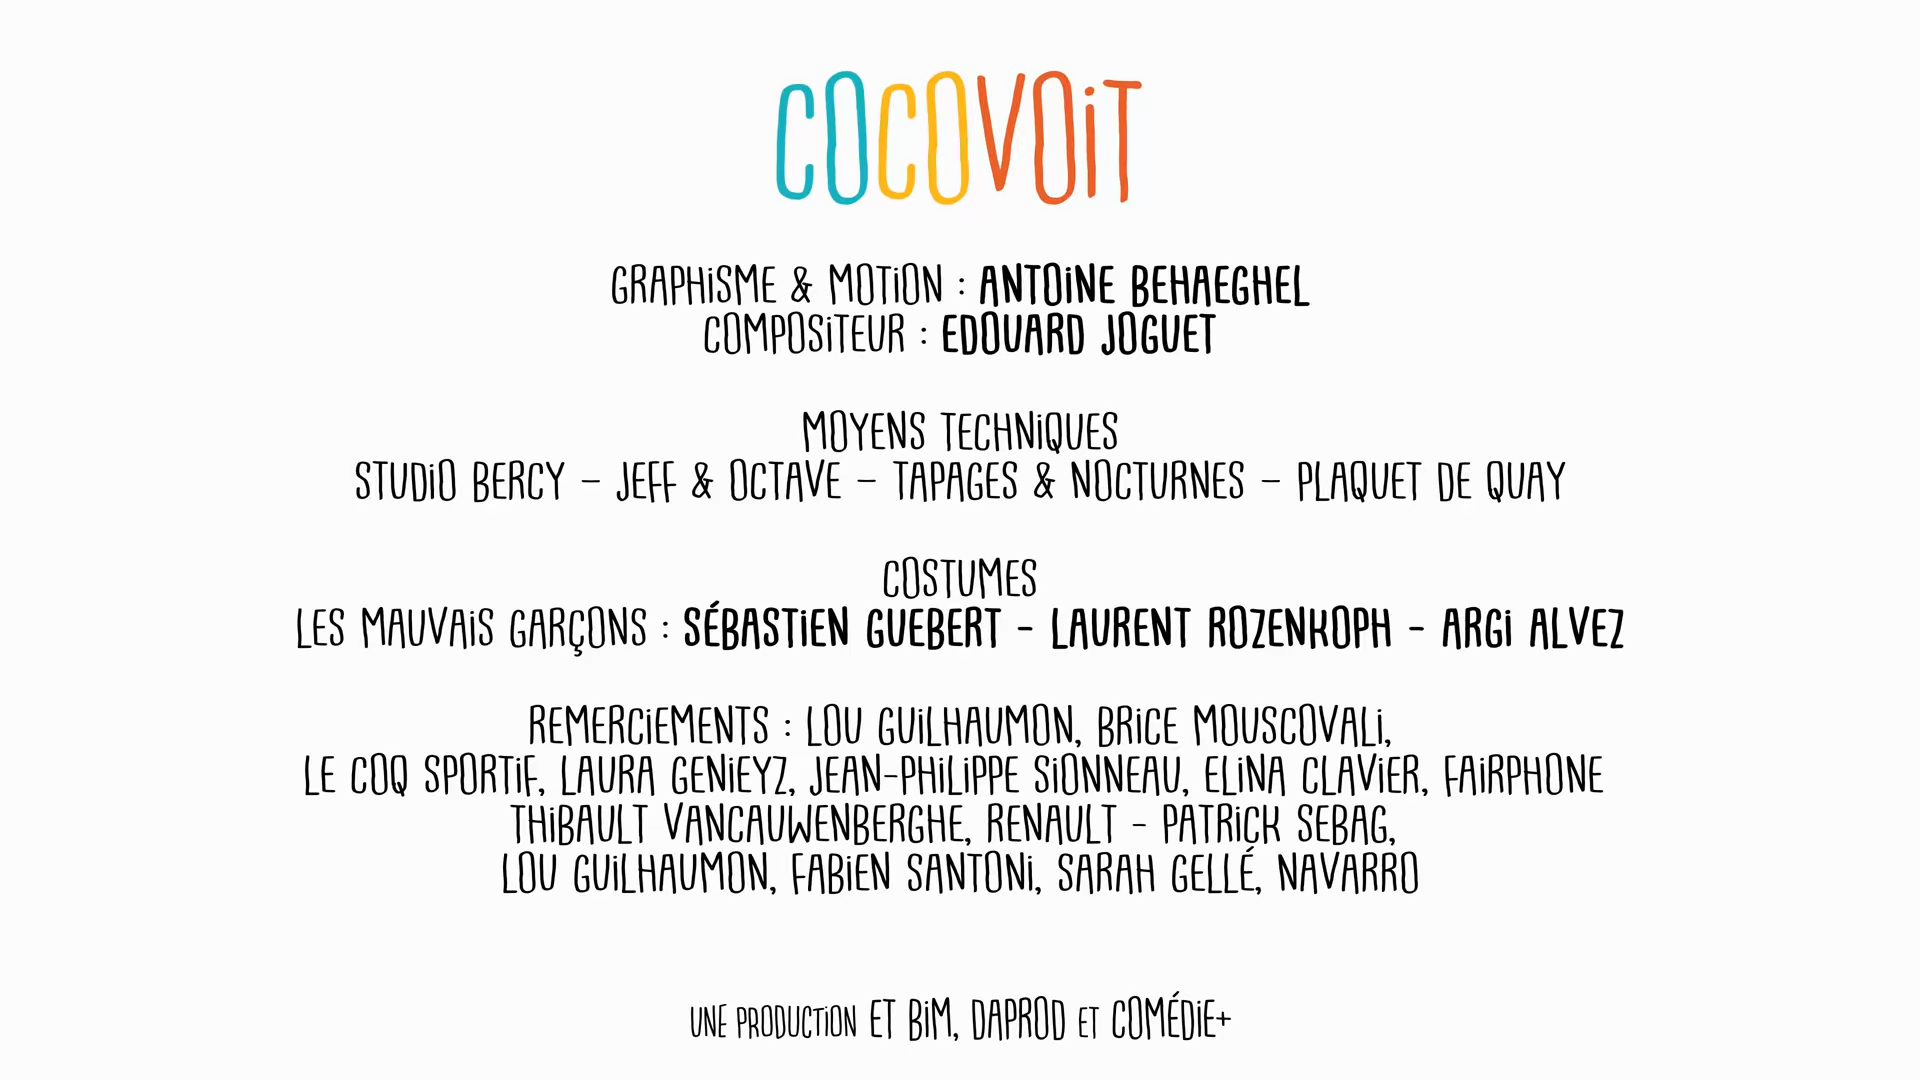 COCOVOiT
GRAPHiSME & MOTiON : ANTOiNE BEHAEGHEL
COMPOSiTEUR : EDOUARD JOGUET
MOYENS TECHNiQUES
STUDiO BERCY – JEFF & OCTAVE – TAPAGES & NOCTURNES – PLAQUET DE QUAY
COSTUMES
LES MAUVAiS GARÇONS : SÉBASTiEN GUEBERT - LAURENT ROZENKOPH - ARGi ALVEZ
REMERCiEMENTS : LOU GUiLHAUMON, BRiCE MOUSCOVALi,
LE COQ SPORTiF, LAURA GENiEYZ, JEAN-PHiLiPPE SiONNEAU, ELiNA CLAViER, FAiRPHONE
THiBAULT VANCAUWENBERGHE, RENAULT - PATRiCK SEBAG,
LOU GUiLHAUMON, FABiEN SANTONi, SARAH GELLÉ, NAVARRO
UNE PRODUCTiON ET BiM, DAPROD ET COMÉDiE+